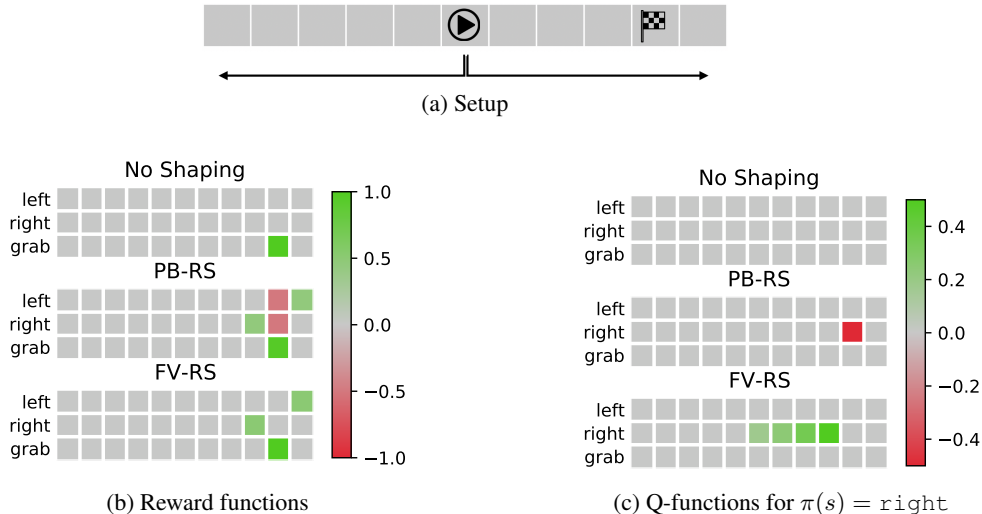 (a) Setup
No Shaping
left
right
grab
PB-RS
left
right
grab
FV-RS
left
right
grab
1.0
0.5
0.0
−0.5
−1.0
(b) Reward functions
No Shaping
left
right
grab
PB-RS
left
right
grab
FV-RS
left
right
grab
0.4
0.2
0.0
−0.2
−0.4
(c) Q-functions for π(s) = right